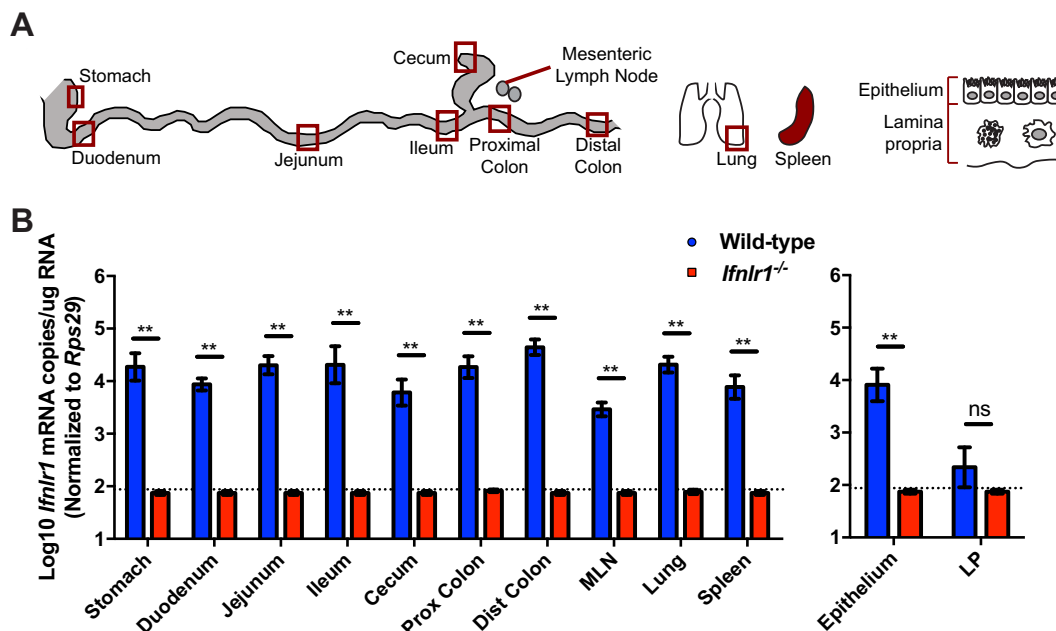 A
Stomach
Duodenum
Jejunum
Cecum
Ileum
Mesenteric
Lymph Node
Proximal
Colon
Distal
Colon
Lung
Spleen
Epithelium
Lamina
propria
B
Wild-type
Ifnlr1-/-
Log10 Ifnlr1 mRNA copies/ug RNA
(Normalized to Rps29)
6
5
4
3
2
1
**
**
**
**
**
**
**
**
**
**
Stomach
Duodenum
Jejunum
Ileum
Cecum
Prox Colon
Dist Colon
MLN
Lung
Spleen
6
5
4
3
2
1
**
ns
Epithelium
LP